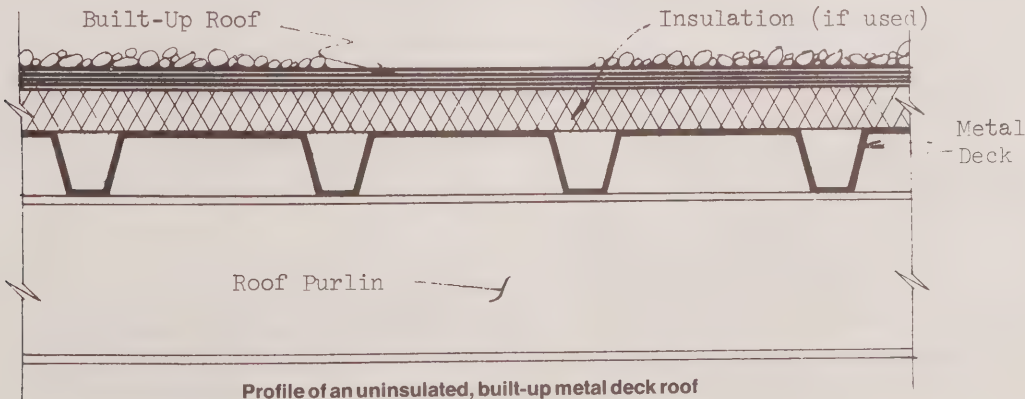 Built-Up Roof
Insulation (if used)
Metal
Deck
Roof Purlin
Profile of an uninsulated, built-up metal deck roof